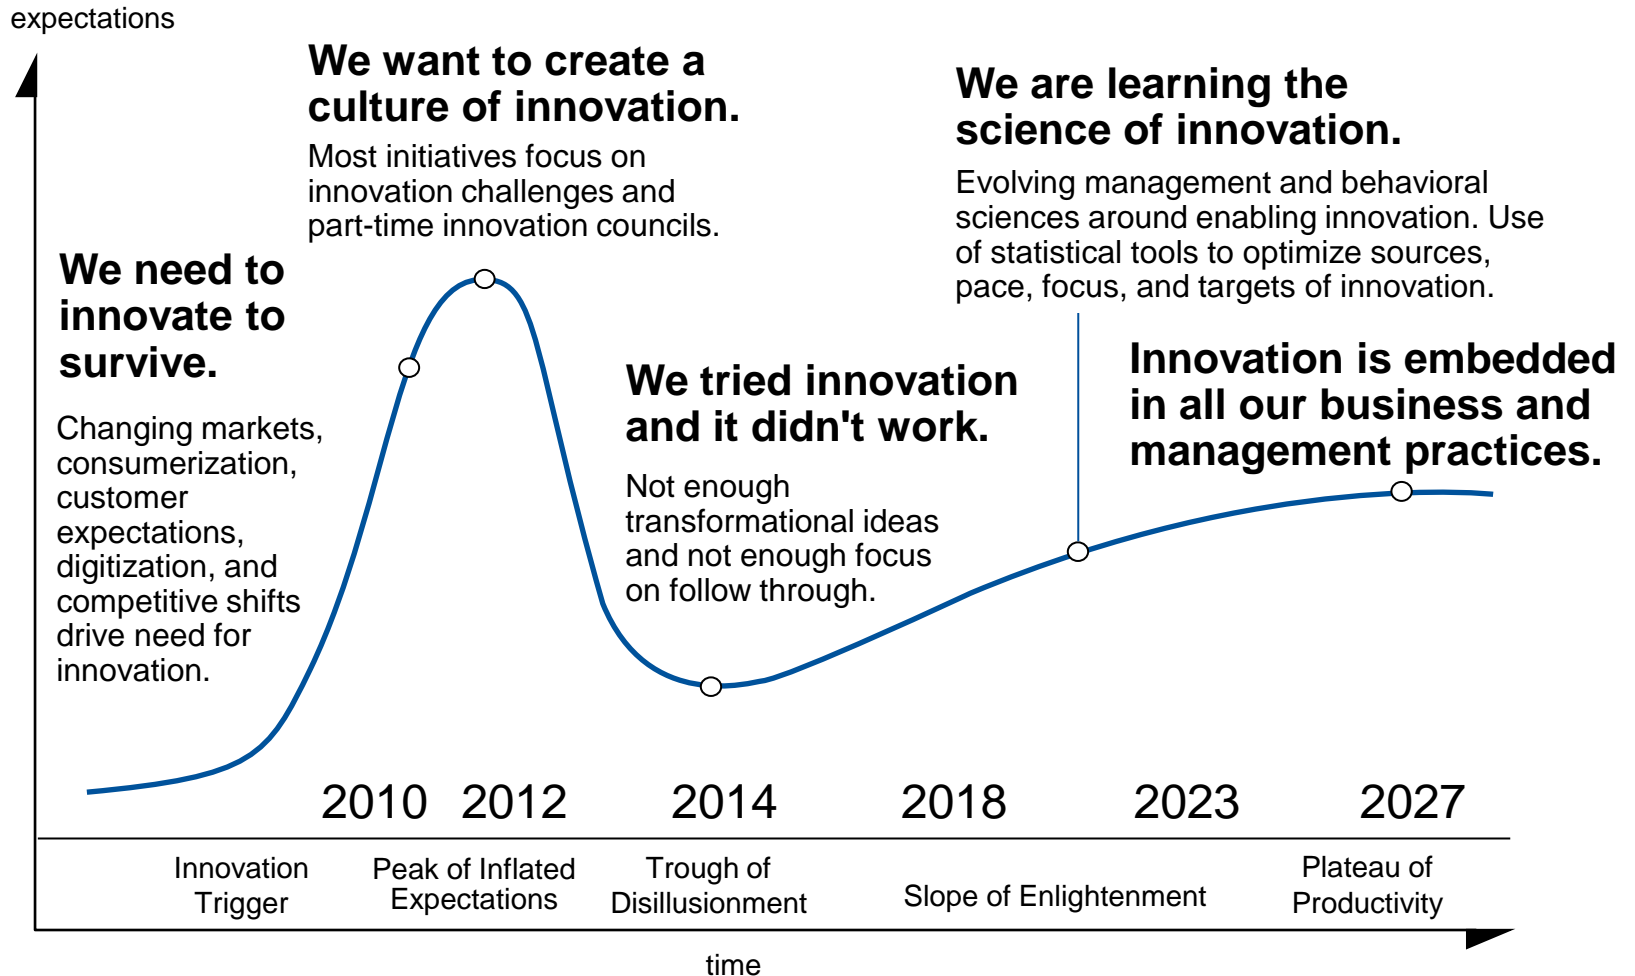 expectations
We want to create a
culture of innovation.
Most initiatives focus on
innovation challenges and
part-time innovation councils.
We are learning the
science of innovation.
Evolving management and behavioral
sciences around enabling innovation. Use
of statistical tools to optimize sources,
pace, focus, and targets of innovation.
We need to
innovate to
survive.
Changing markets,
consumerization,
customer
expectations,
digitization, and
competitive shifts
drive need for
innovation.
We tried innovation
and it didn't work.
Not enough
transformational ideas
and not enough focus
on follow through.
Innovation is embedded
in all our business and
management practices.
2010 2012 2014 2018 2023 2027
Innovation
Trigger
Peak of Inflated
Expectations
Trough of
Disillusionment
Slope of Enlightenment
Plateau of
Productivity
time